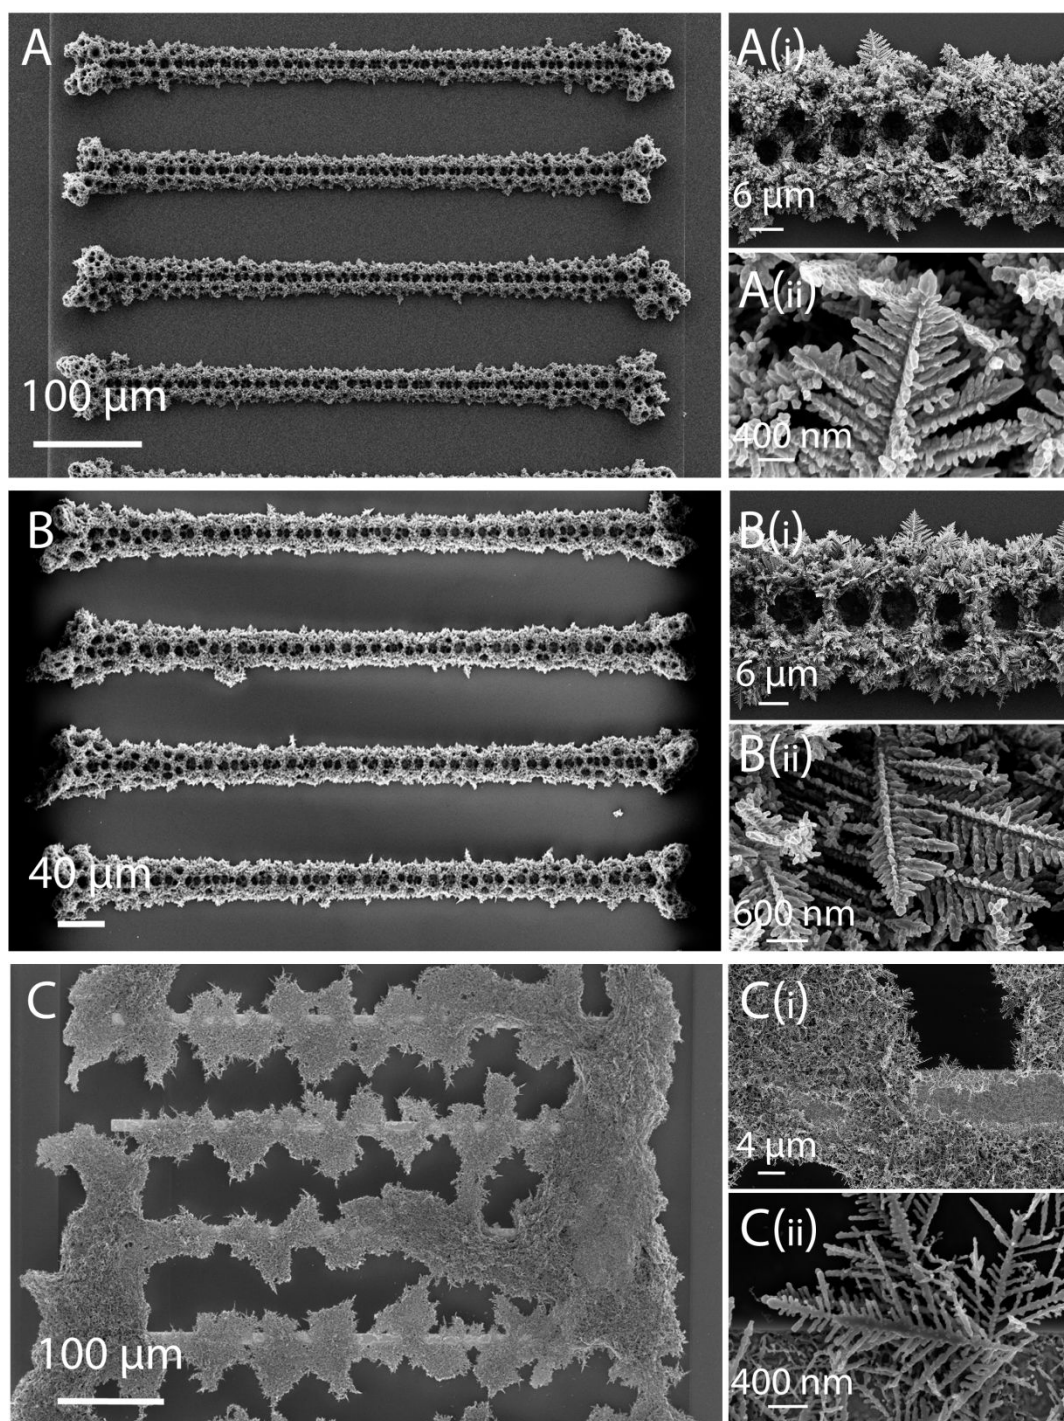 A
100 µm
A(i)
6 µm
A(ii)
400 nm
B
40 µm
B(i)
6 µm
B(ii)
600 nm
C
100 µm
C(i)
4 µm
C(ii)
400 nm